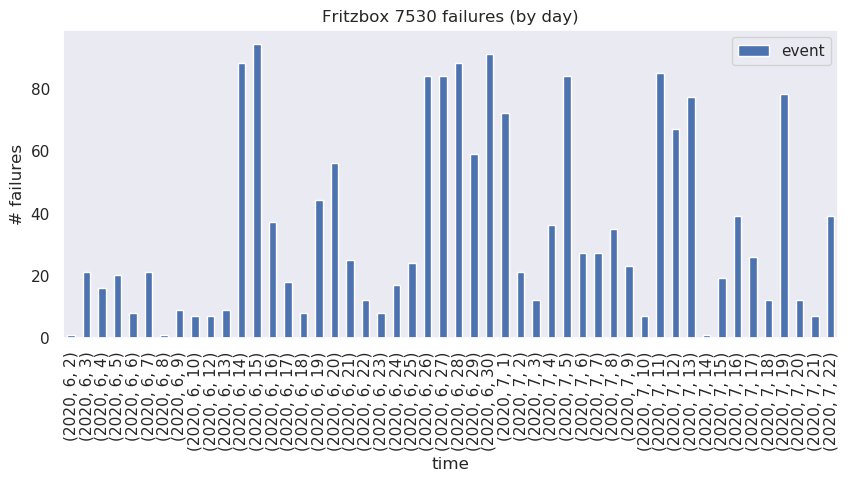 Fritzbox 7530 failures (by day)
event
# failures
80
60
40
20
0
(2020, 6, 2)
(2020, 6, 3)
(2020, 6, 4)
(2020, 6, 5)
(2020, 6, 6)
(2020, 6, 7)
(2020, 6, 8)
(2020, 6, 9)
(2020, 6, 10)
(2020, 6, 12)
(2020, 6, 13)
(2020, 6, 14)
(2020, 6, 15)
(2020, 6, 16)
(2020, 6, 17)
(2020, 6, 18)
(2020, 6, 19)
(2020, 6, 20)
(2020, 6, 21)
(2020, 6, 22)
(2020, 6, 23)
(2020, 6, 24)
(2020, 6, 25)
(2020, 6, 26)
(2020, 6, 27)
(2020, 6, 28)
(2020, 6, 29)
(2020, 6, 30)
(2020, 7, 1)
(2020, 7, 2)
(2020, 7, 3)
(2020, 7, 4)
(2020, 7, 5)
(2020, 7, 6)
(2020, 7, 7)
(2020, 7, 8)
(2020, 7, 9)
(2020, 7, 10)
(2020, 7, 11)
(2020, 7, 12)
(2020, 7, 13)
(2020, 7, 14)
(2020, 7, 15)
(2020, 7, 16)
(2020, 7, 17)
(2020, 7, 18)
(2020, 7, 19)
(2020, 7, 20)
(2020, 7, 21)
(2020, 7, 22)
time